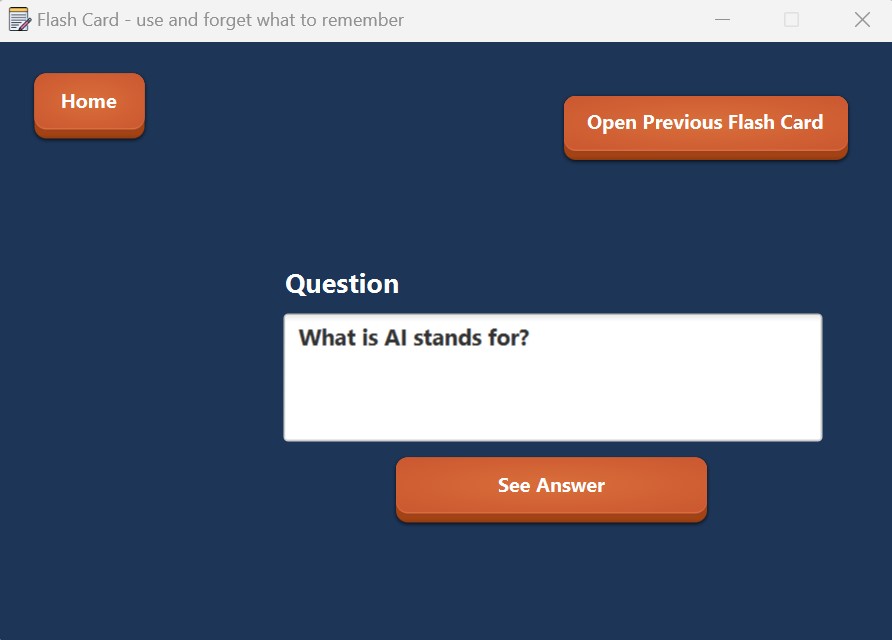 Flash Card - use and forget what to remember
Home
Open Previous Flash Card
Question
What is AI stands for?
See Answer